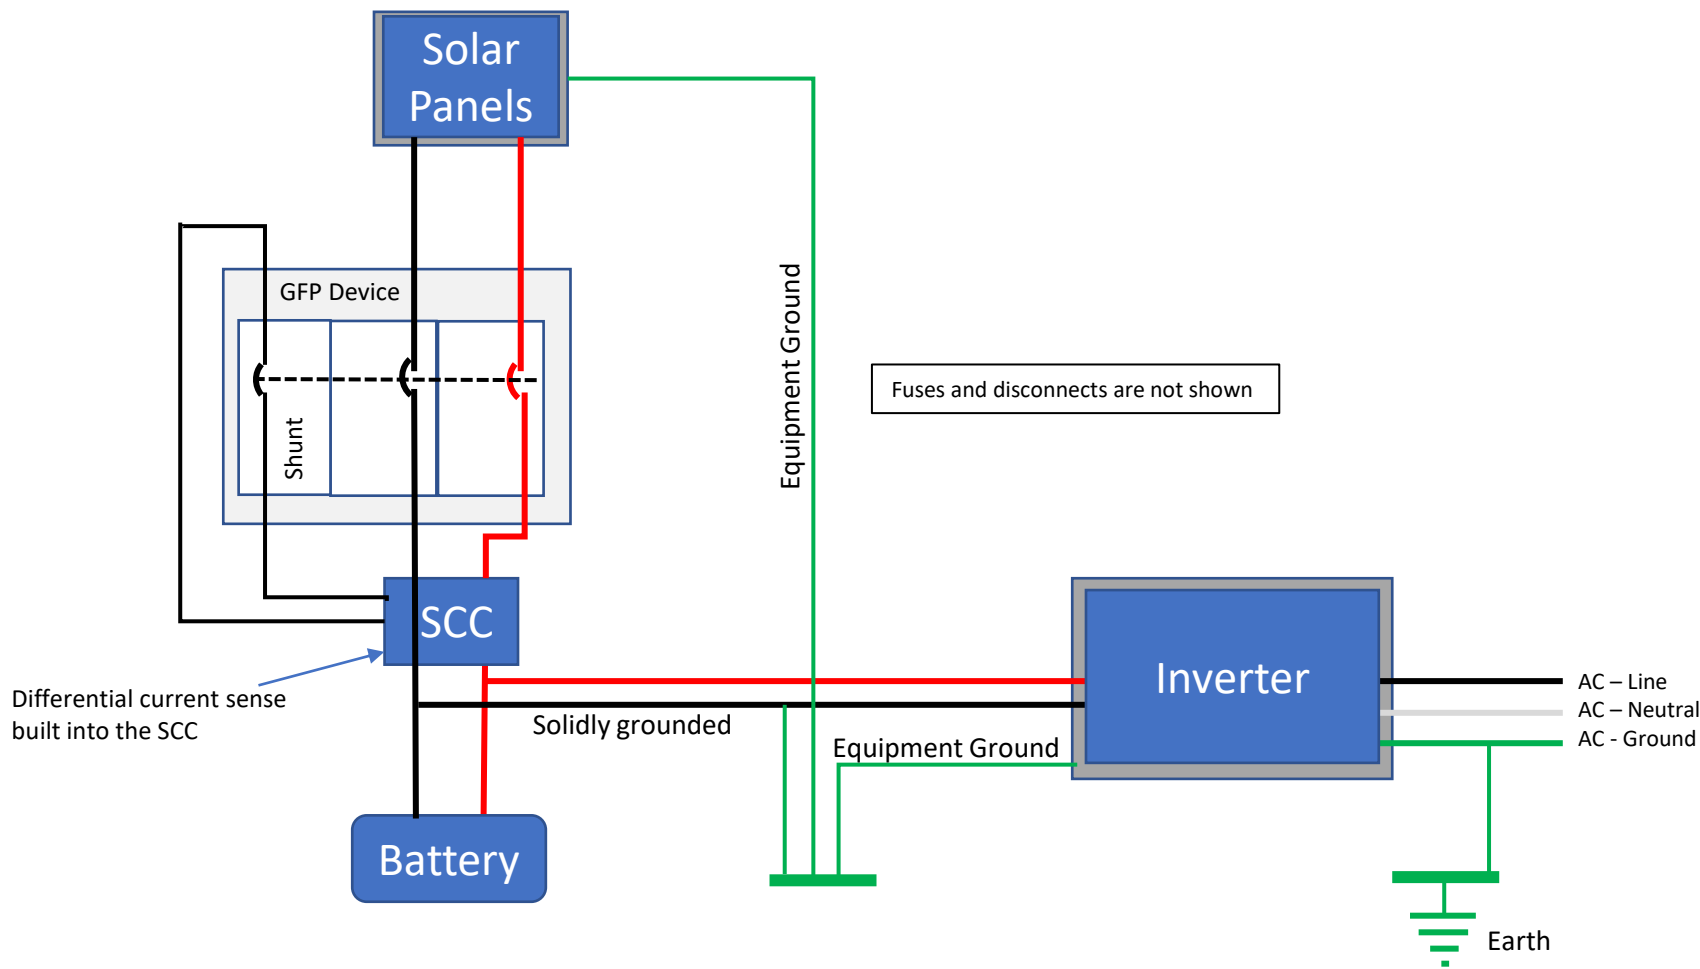 Solar
Panels
GFP Device
Shunt
Equipment Ground
Fuses and disconnects are not shown
SCC
Differential current sense
built into the SCC
Solidly grounded
Equipment Ground
Inverter
AC – Line
AC – Neutral
AC - Ground
Battery
Earth